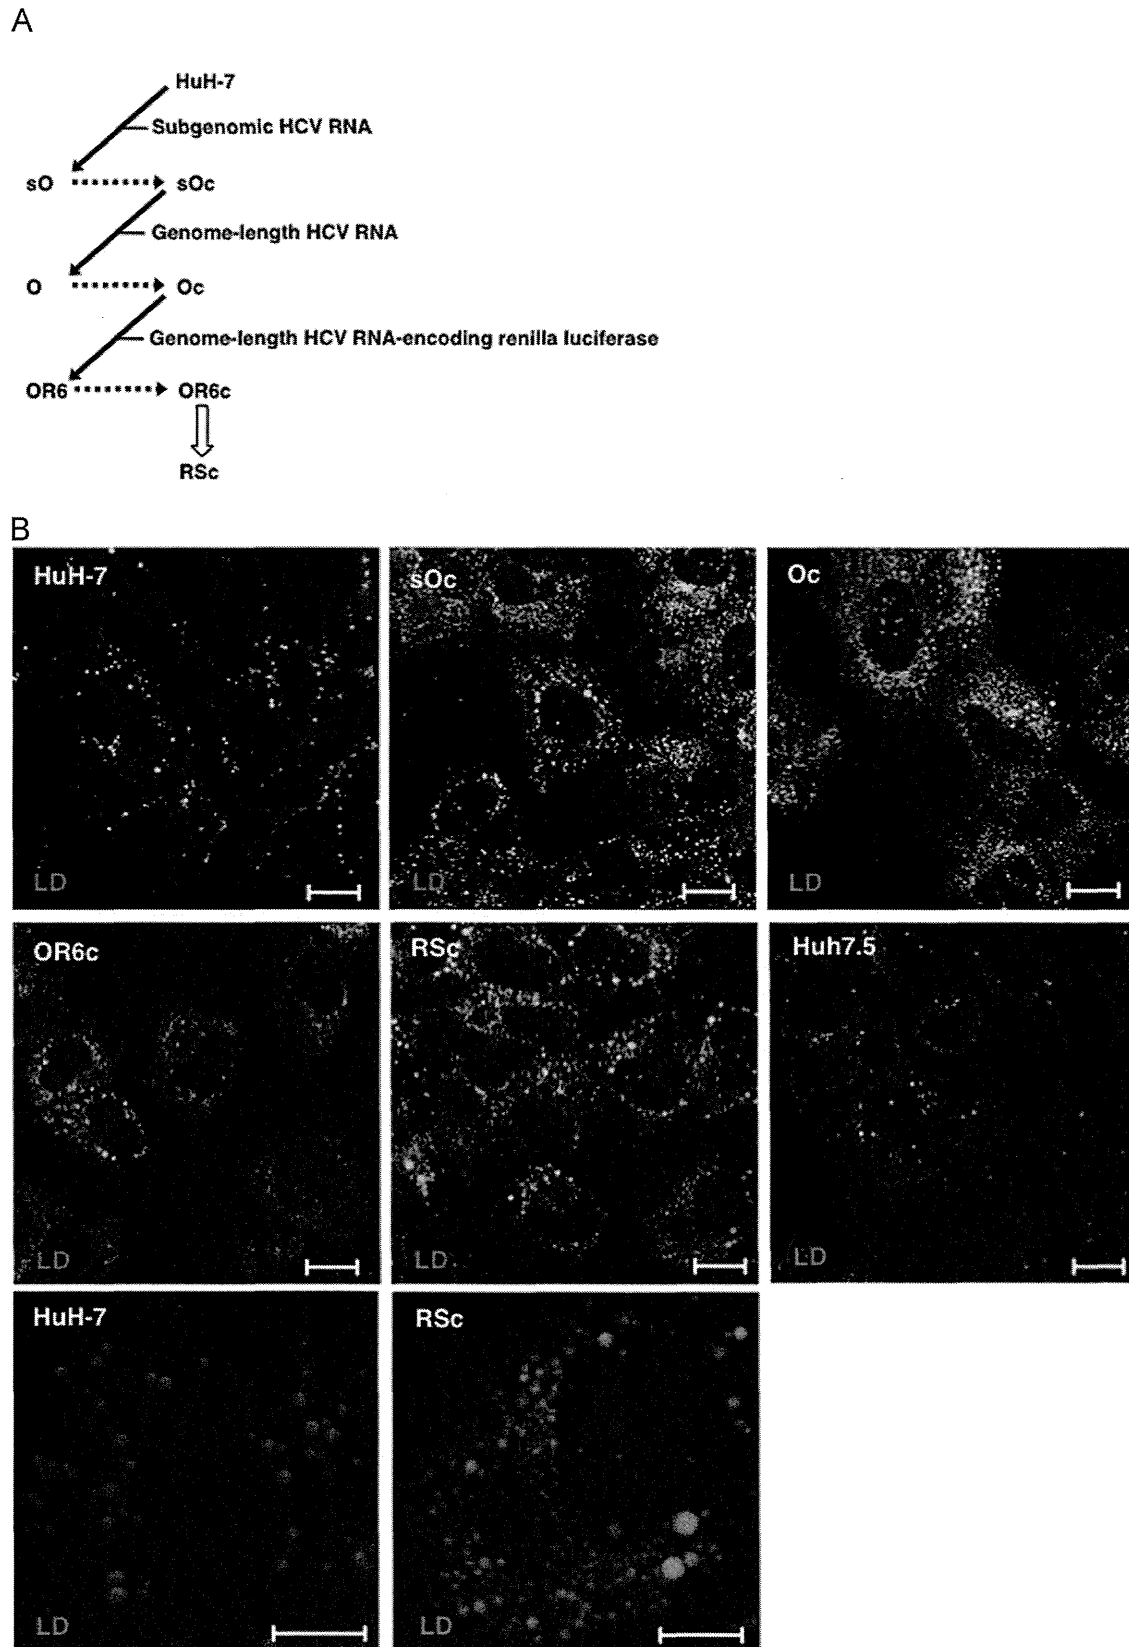 A
HuH-7
Subgenomic HCV RNA
sO
sOc
Genome-length HCV RNA
O
Oc
Genome-length HCV RNA-encoding renilla luciferase
OR6
OR6c
RSc
B
HuH-7
LD
sOc
LD
Oc
LD
OR6c
LD
RSc
LD
Huh7.5
LD
HuH-7
LD
RSc
LD